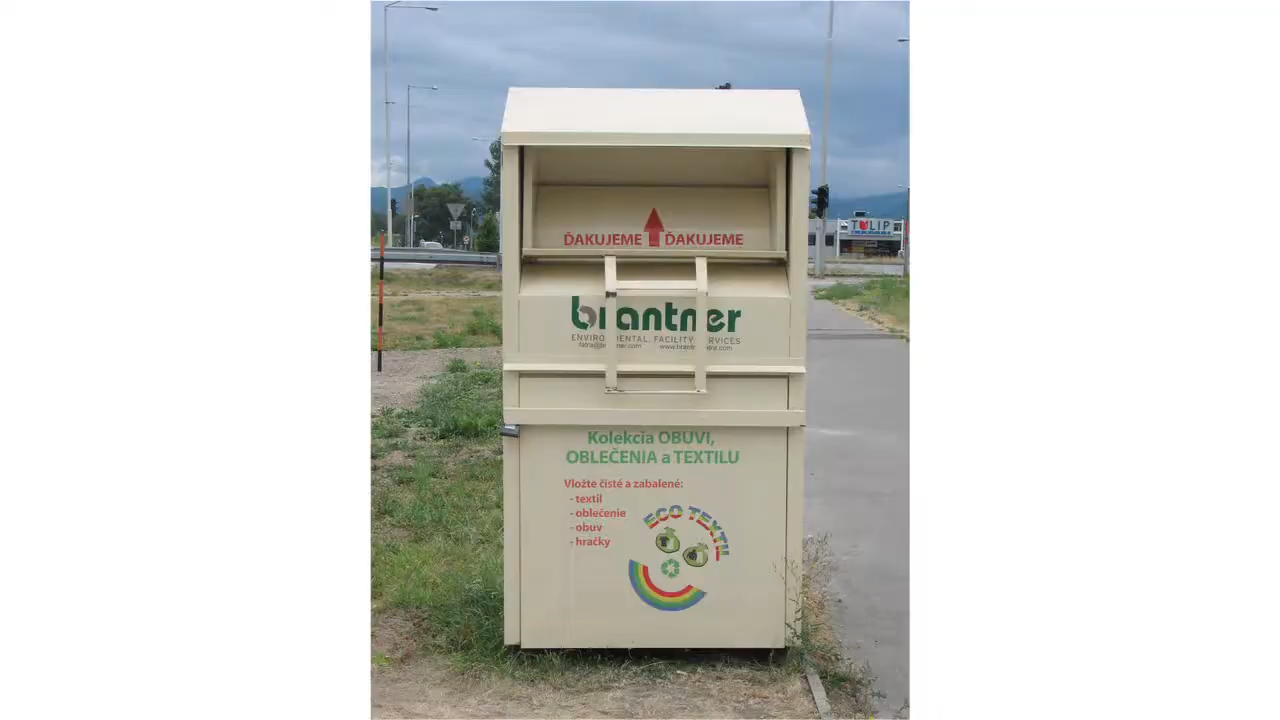 TULIP
ĎAKUJEME ĎAKUJEME
brantner
ENVIRONMENTAL. FACILITY. SERVICES
Kolekcia OBUVI,
OBLEČENIA a TEXTILU
Vložte čisté a zabalené:
- textil
- oblečenie
- obuv
- hračky
ECO TEXTIL